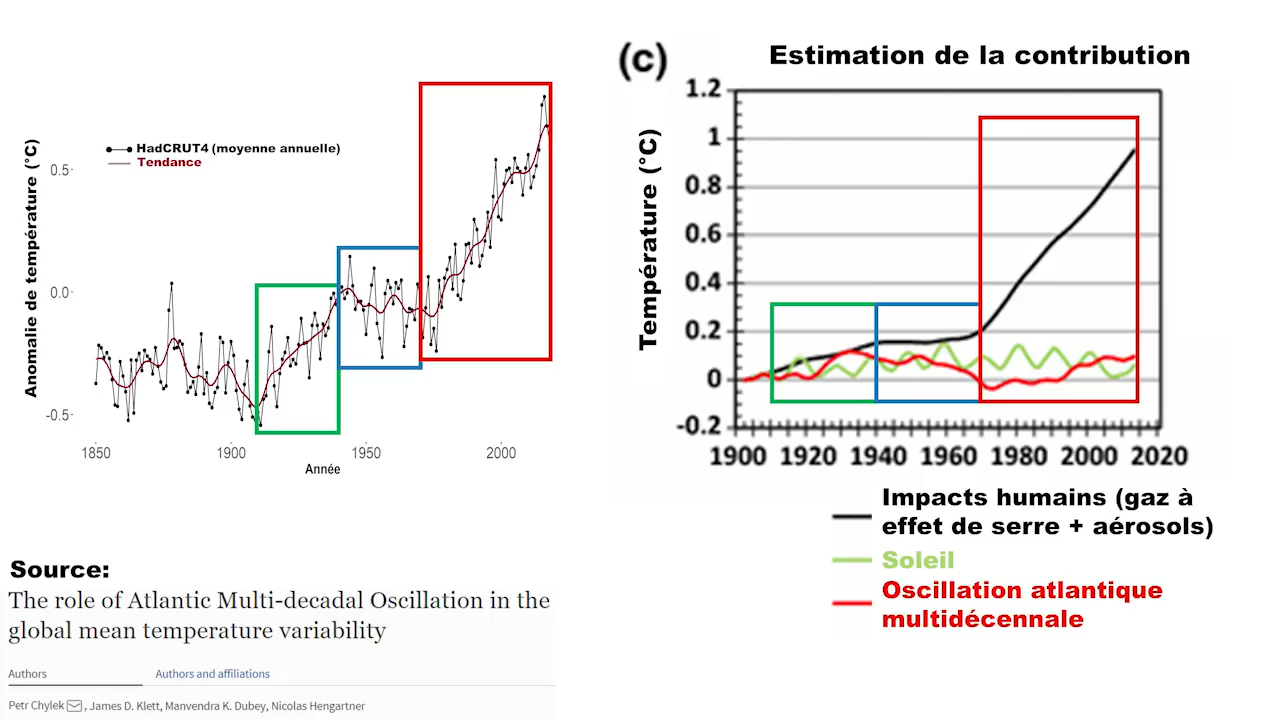 Anomalie de température (°C)
HadCRUT4 (moyenne annuelle)
Tendance
0.5
0.0
-0.5
1850
1900
1950
2000
Année
(c)
Estimation de la contribution
Température (°C)
1.2
1
0.8
0.6
0.4
0.2
0
-0.2
1900 1920 1940 1960 1980 2000 2020
Impacts humains (gaz à
effet de serre + aérosols)
Soleil
Oscillation atlantique
multidécennale
Source:
The role of Atlantic Multi-decadal Oscillation in the
global mean temperature variability
Authors
Authors and affiliations
Petr Chylek, James D. Klett, Manvendra K. Dubey, Nicolas Hengartner